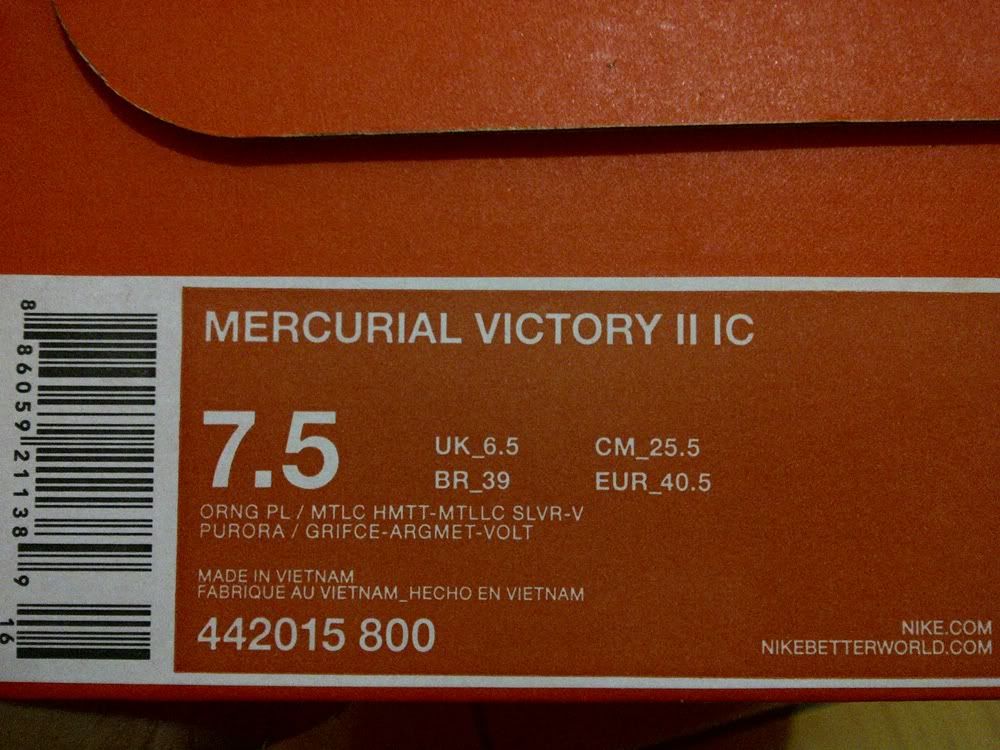 MERCURIAL VICTORY II IC
7.5
UK_6.5 CM_25.5
BR_39 EUR_40.5
ORNG PL / MTLC HMTT-MTLLC SLVR-V
PURORA / GRIFCE-ARGMET-VOLT
MADE IN VIETNAM
FABRIQUE AU VIETNAM_HECHO EN VIETNAM
442015 800
NIKE.COM
NIKEBETTERWORLD.COM
8 86059 21138 9
16